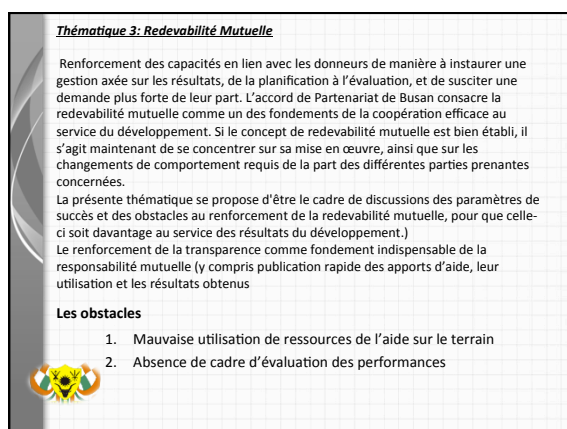 Thématique 3: Redevabilité Mutuelle
Renforcement des capacités en lien avec les donneurs de manière à instaurer une
gestion axée sur les résultats, de la planification à l’évaluation, et de susciter une
demande plus forte de leur part. L’accord de Partenariat de Busan consacre la
redevabilité mutuelle comme un des fondements de la coopération efficace au
service du développement. Si le concept de redevabilité mutuelle est bien établi, il
s’agit maintenant de se concentrer sur sa mise en œuvre, ainsi que sur les
changements de comportement requis de la part des différentes parties prenantes
concernées.
La présente thématique se propose d'être le cadre de discussions des paramètres de
succès et des obstacles au renforcement de la redevabilité mutuelle, pour que celle-
ci soit davantage au service des résultats du développement.)
Le renforcement de la transparence comme fondement indispensable de la
responsabilité mutuelle (y compris publication rapide des apports d’aide, leur
utilisation et les résultats obtenus
Les obstacles
1. Mauvaise utilisation de ressources de l’aide sur le terrain
2. Absence de cadre d’évaluation des performances